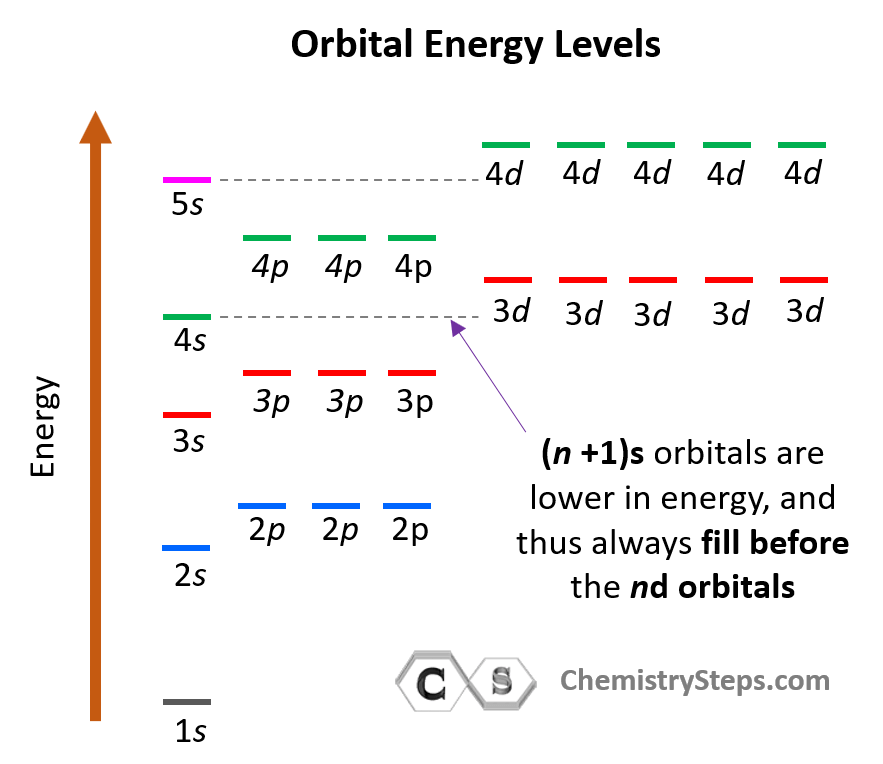 Orbital Energy Levels
4d 4d 4d 4d 4d
5s
4p 4p 4p
3d 3d 3d 3d 3d
4s
3p 3p 3p
3s
Energy
(n +1)s orbitals are
lower in energy, and
thus always fill before
the nd orbitals
2p 2p 2p
2s
C S ChemistrySteps.com
1s